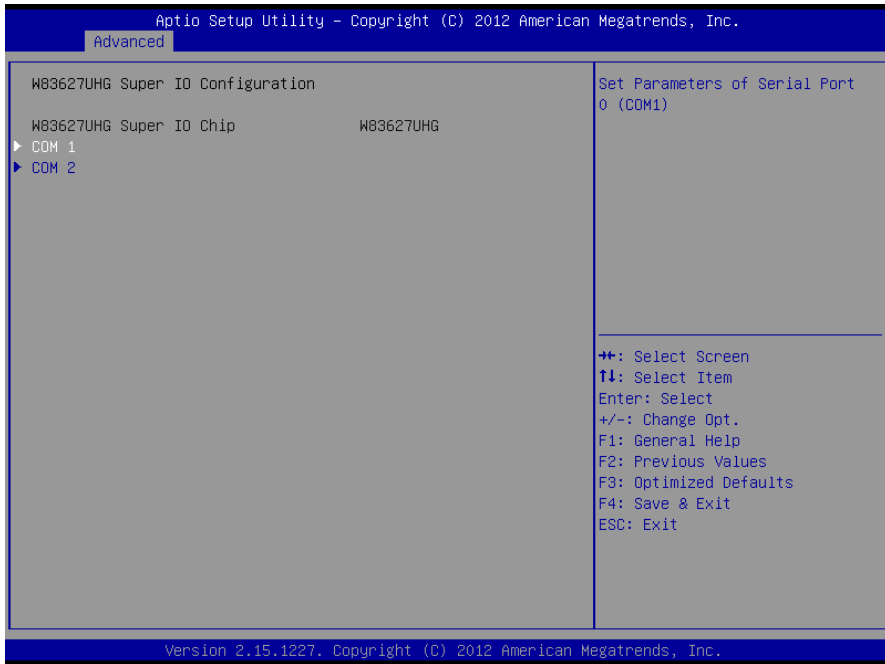 Aptio Setup Utility – Copyright (C) 2012 American Megatrends, Inc.
Advanced
W83627UHG Super IO Configuration
W83627UHG Super IO Chip W83627UHG
COM 1
COM 2
Set Parameters of Serial Port
0 (COM1)
→←: Select Screen
↑↓: Select Item
Enter: Select
+/-: Change Opt.
F1: General Help
F2: Previous Values
F3: Optimized Defaults
F4: Save & Exit
ESC: Exit
Version 2.15.1227. Copyright (C) 2012 American Megatrends, Inc.